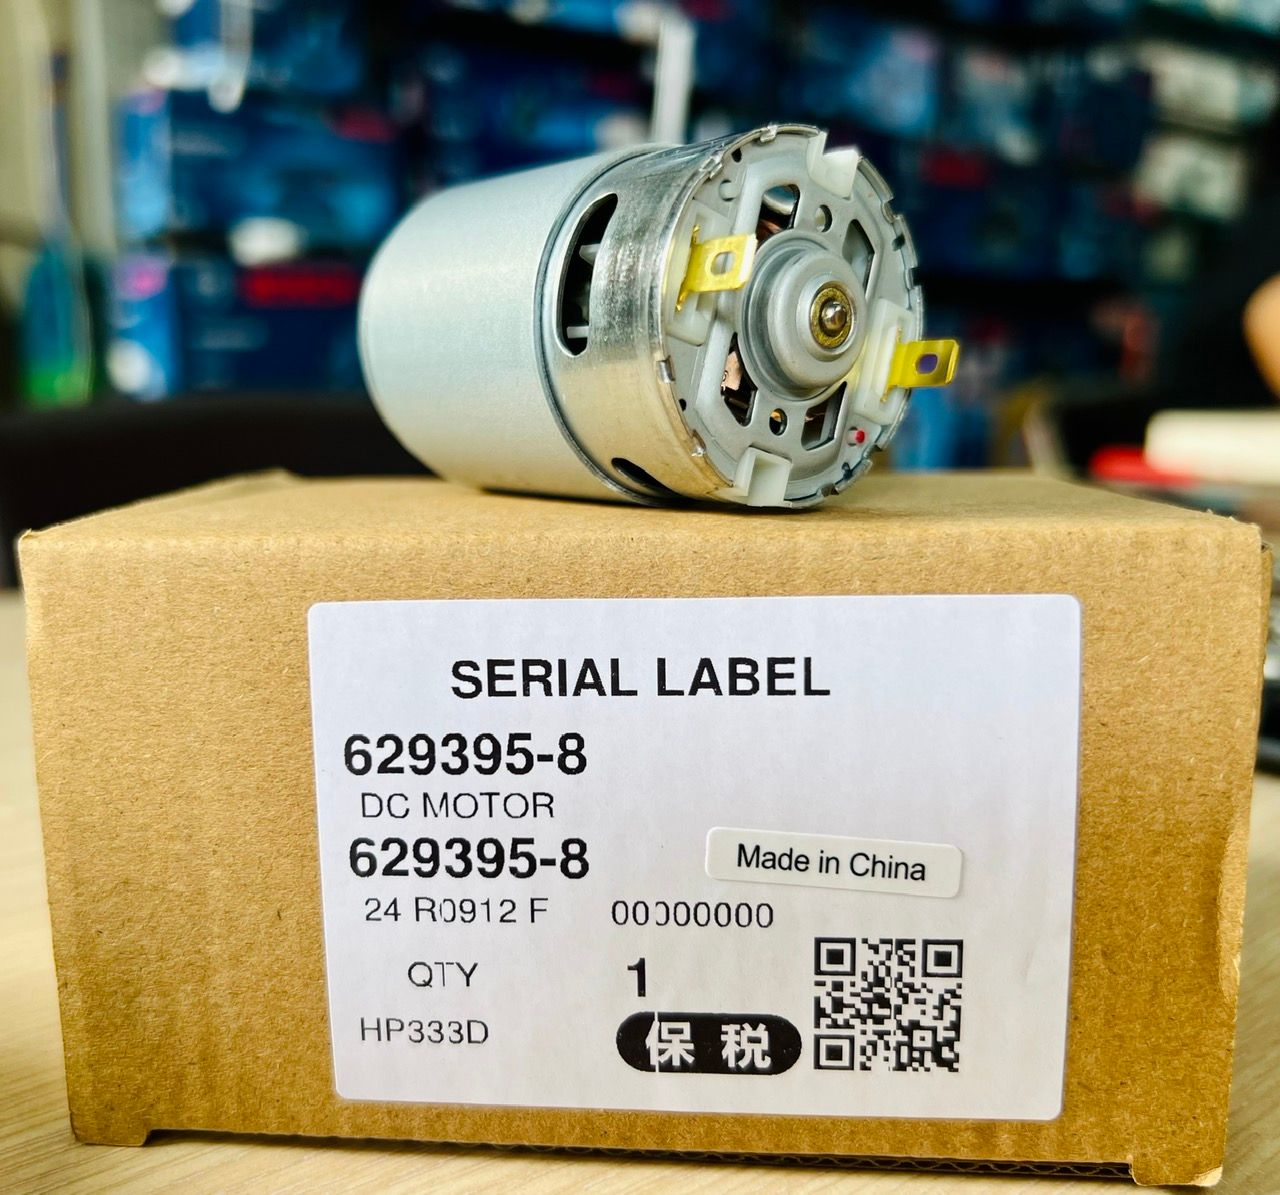 SERIAL LABEL
629395-8
DC MOTOR
629395-8
Made in China
24 R0912 F 00000000
QTY 1
HP333D
保税